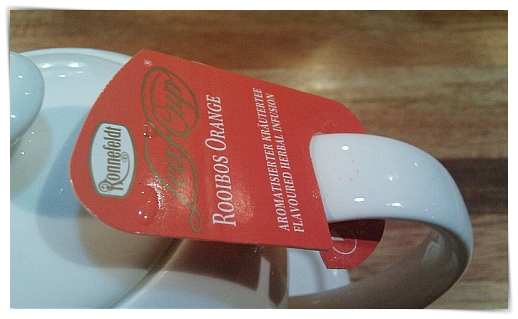 Ronnefeldt
LeafCup®
ROOIBOS ORANGE
AROMATISIERTER KRÄUTERTEE
FLAVOURED HERBAL INFUSION